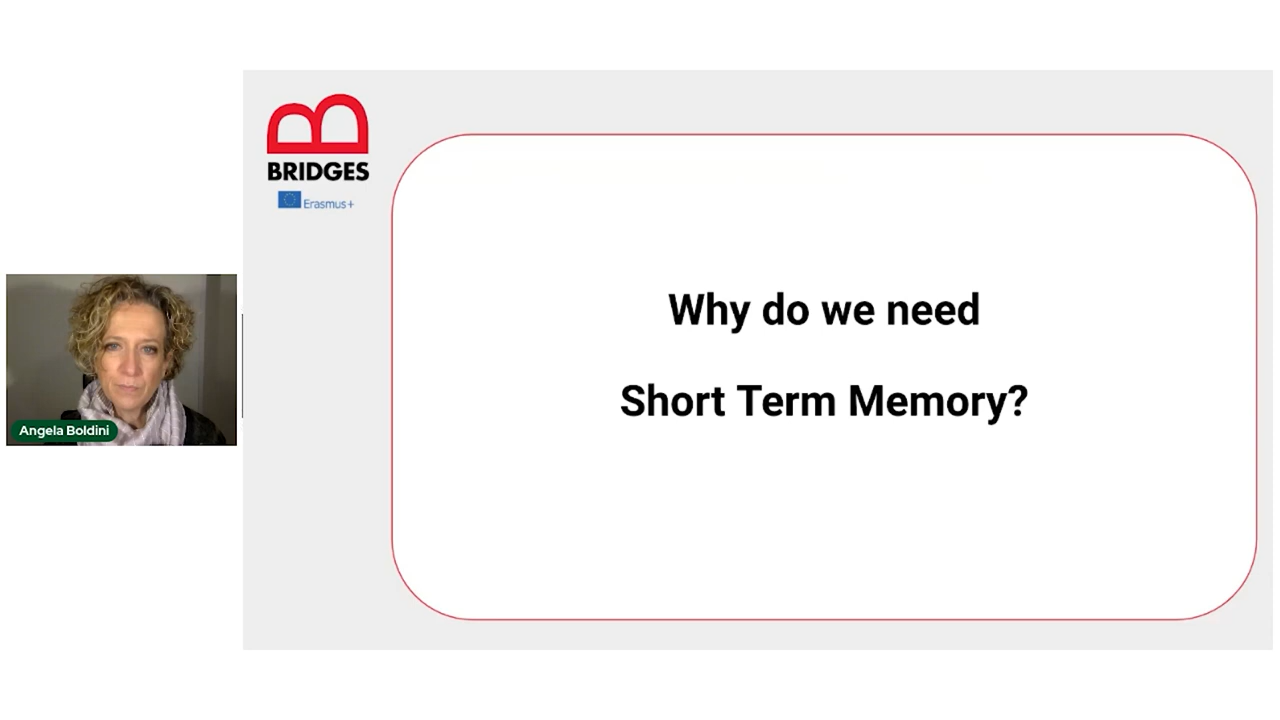 BRIDGES
Erasmus+
Why do we need
Short Term Memory?
Angela Boldini